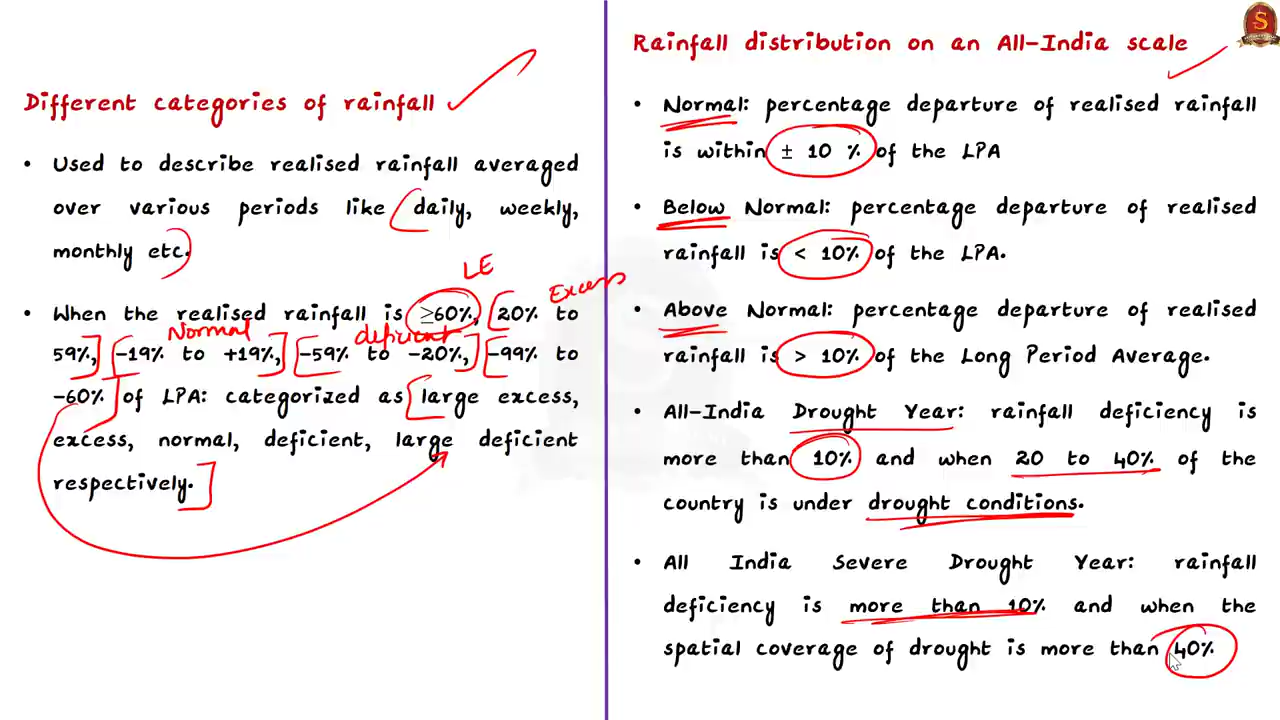 Different categories of rainfall
• Used to describe realised rainfall averaged
over various periods like daily, weekly,
monthly etc.
LE
Excess
• When the realised rainfall is ≥60%, 20% to
Normal
deficient
59%, -19% to +19%, -59% to -20%, -99% to
-60% of LPA: categorized as large excess,
excess, normal, deficient, large deficient
respectively.
Rainfall distribution on an All-India scale
• Normal: percentage departure of realised rainfall
is within ± 10 % of the LPA
• Below Normal: percentage departure of realised
rainfall is < 10% of the LPA.
• Above Normal: percentage departure of realised
rainfall is > 10% of the Long Period Average.
• All-India Drought Year: rainfall deficiency is
more than 10% and when 20 to 40% of the
country is under drought conditions.
• All India Severe Drought Year: rainfall
deficiency is more than 10% and when the
spatial coverage of drought is more than 40%
S